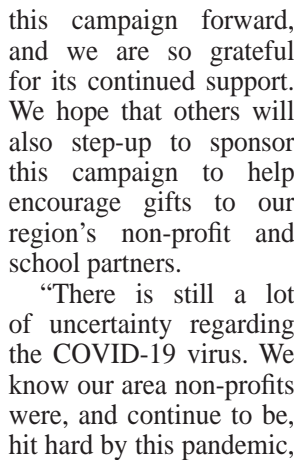 this campaign forward,
and we are so grateful
for its continued support.
We hope that others will
also step-up to sponsor
this campaign to help
encourage gifts to our
region's non-profit and
school partners.
“There is still a lot
of uncertainty regarding
the COVID-19 virus. We
know our area non-profits
were, and continue to be,
hit hard by this pandemic,